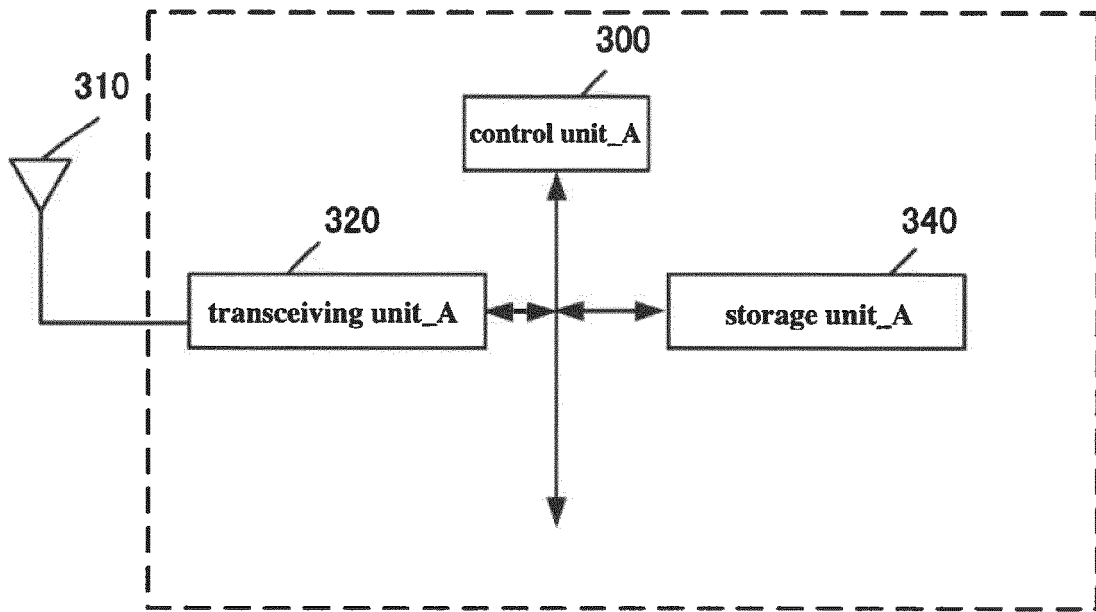 300
310
control unit_A
320
340
transceiving unit_A
storage unit_A